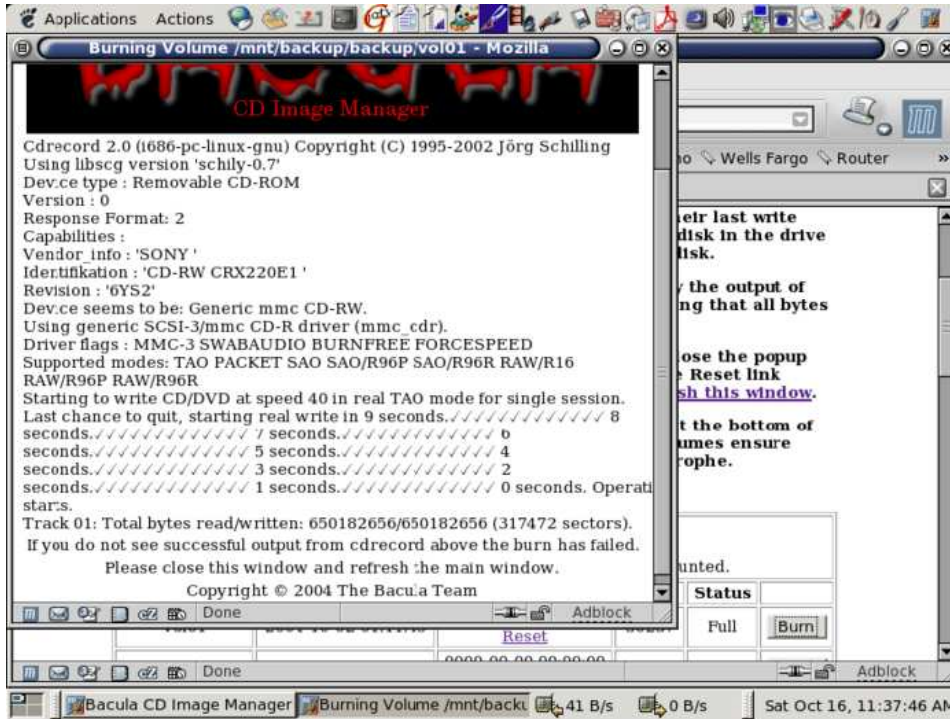 Applications Actions
Burning Volume /mnt/backup/backup/vol01 - Mozilla
BACULA
CD Image Manager
Cdrecord 2.0 (i686-pc-linux-gnu) Copyright (C) 1995-2002 Jörg Schilling
Using libscg version 'schily-0.7'
Device type : Removable CD-ROM
Version : 0
Response Format: 2
Capabilities :
Vendor_info : 'SONY '
Identifikation : 'CD-RW CRX220E1 '
Revision : '6YS2'
Device seems to be: Generic mmc CD-RW.
Using generic SCSI-3/mmc CD-R driver (mmc_cdr).
Driver flags : MMC-3 SWABAUDIO BURNFREE FORCESPEED
Supported modes: TAO PACKET SAO SAO/R96P SAO/R96R RAW/R16
RAW/R96P RAW/R96R
Starting to write CD/DVD at speed 40 in real TAO mode for single session.
Last chance to quit, starting real write in 9 seconds.✓✓✓✓✓✓✓✓✓✓✓✓✓ 8
seconds.✓✓✓✓✓✓✓✓✓✓✓✓✓ 7 seconds.✓✓✓✓✓✓✓✓✓✓✓✓✓ 6
seconds.✓✓✓✓✓✓✓✓✓✓✓✓✓ 5 seconds.✓✓✓✓✓✓✓✓✓✓✓✓✓ 4
seconds.✓✓✓✓✓✓✓✓✓✓✓✓✓ 3 seconds.✓✓✓✓✓✓✓✓✓✓✓✓✓ 2
seconds.✓✓✓✓✓✓✓✓✓✓✓✓✓ 1 seconds.✓✓✓✓✓✓✓✓✓✓✓✓✓ 0 seconds. Operati
starts.
Track 01: Total bytes read/written: 650182656/650182656 (317472 sectors).
If you do not see successful output from cdrecord above the burn has failed.
Please close this window and refresh the main window.
Copyright © 2004 The Bacula Team
Done Adblock
Wells Fargo Router »
eir last write
disk in the drive
disk.
the output of
ng that all bytes
ose the popup
e Reset link
sh this window.
t the bottom of
umes ensure
rophe.
unted.
Status
Reset Full Burn
Done Adblock
Bacula CD Image Manager Burning Volume /mnt/backu 41 B/s 0 B/s Sat Oct 16, 11:37:46 AM